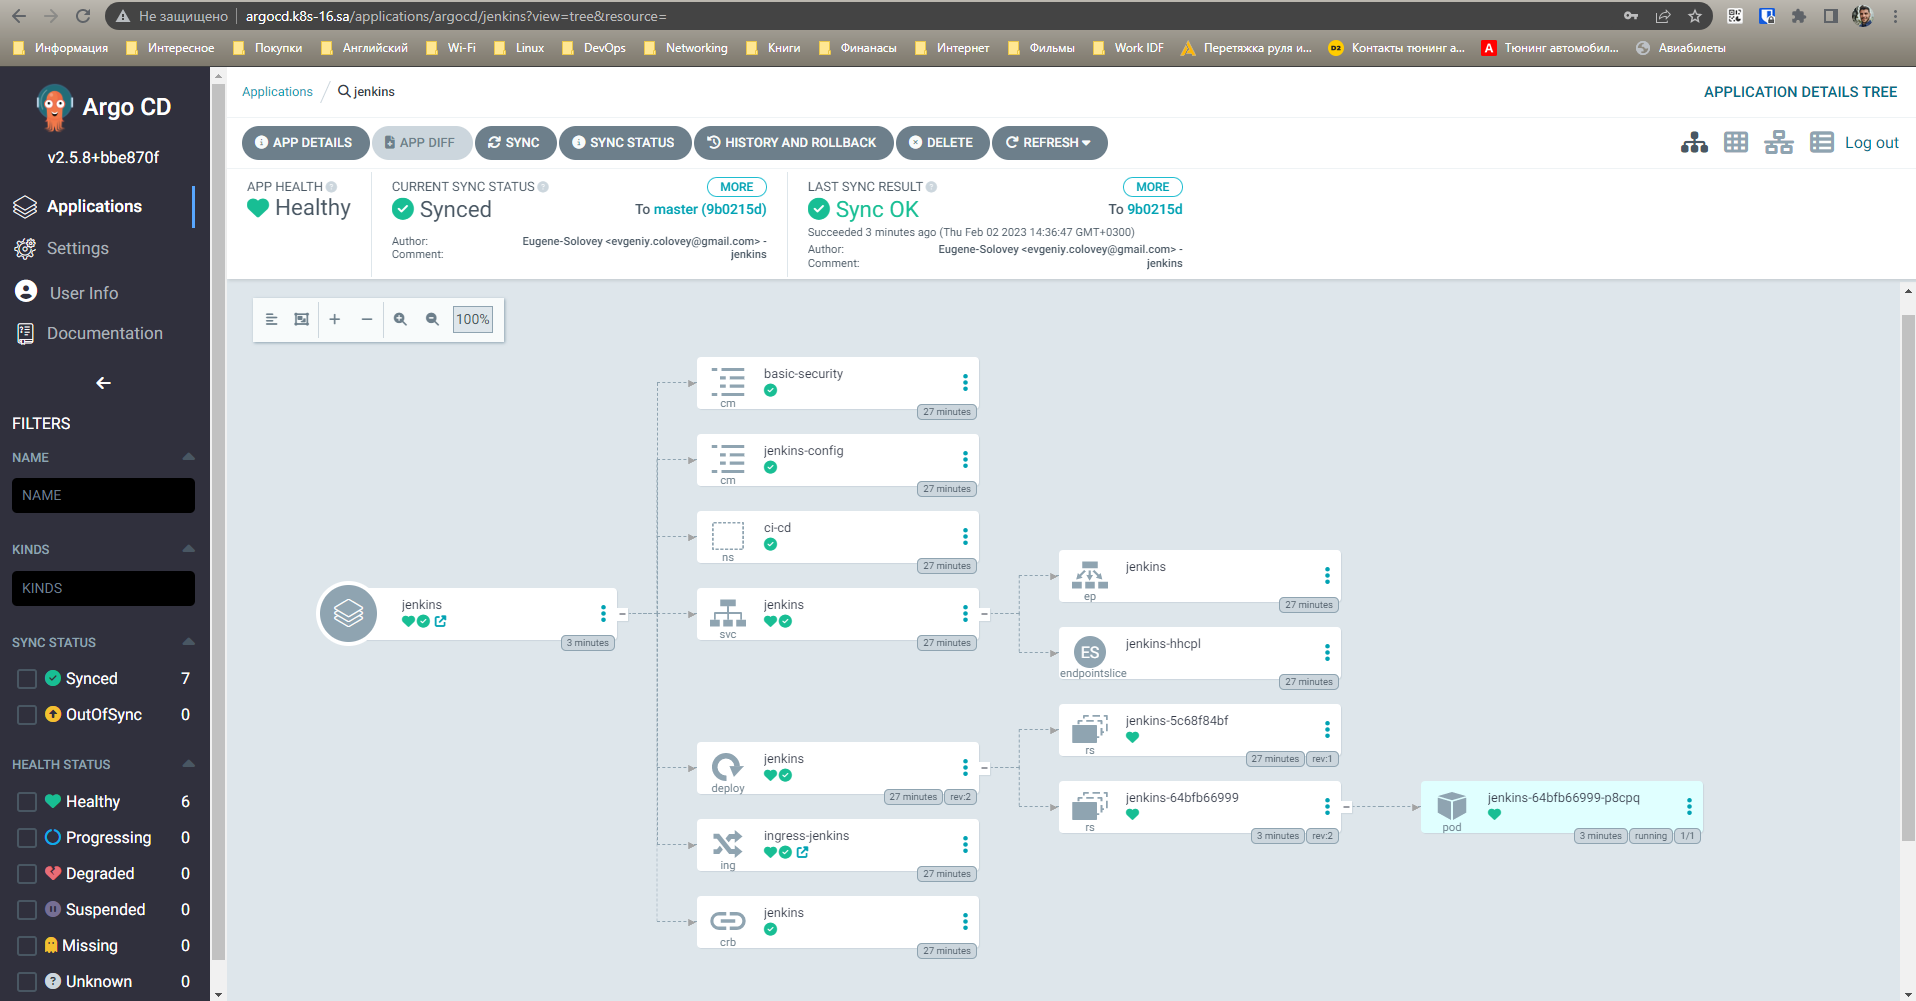 Не защищено
argocd.k8s-16.sa/applications/argocd/jenkins?view=tree&resource=
Информация Интересное Покупки Английский Wi-Fi Linux DevOps Networking Книги Финанасы Интернет Фильмы Work IDF Перетяжка руля и... Контакты тюнинг а... Тюнинг автомобил... Авиабилеты
Argo CD
v2.5.8+bbe870f
Applications
Settings
User Info
Documentation
FILTERS
NAME
NAME
KINDS
KINDS
SYNC STATUS
Synced 7
OutOfSync 0
HEALTH STATUS
Healthy 6
Progressing 0
Degraded 0
Suspended 0
Missing 0
Unknown 0
Applications / jenkins
APPLICATION DETAILS TREE
APP DETAILS APP DIFF SYNC SYNC STATUS HISTORY AND ROLLBACK DELETE REFRESH
Log out
APP HEALTH
Healthy
CURRENT SYNC STATUS MORE
Synced To master (9b0215d)
Author: Eugene-Solovey <evgeniy.colovey@gmail.com> -
Comment: jenkins
LAST SYNC RESULT MORE
Sync OK To 9b0215d
Succeeded 3 minutes ago (Thu Feb 02 2023 14:36:47 GMT+0300)
Author: Eugene-Solovey <evgeniy.colovey@gmail.com> -
Comment: jenkins
100%
jenkins
3 minutes
basic-security
cm
27 minutes
jenkins-config
cm
27 minutes
ci-cd
ns
27 minutes
jenkins
svc
27 minutes
jenkins
ep
27 minutes
jenkins-hhcpl
ES
endpointslice
27 minutes
jenkins
deploy
27 minutes rev:2
jenkins-5c68f84bf
rs
27 minutes rev:1
jenkins-64bfb66999
rs
3 minutes rev:2
jenkins-64bfb66999-p8cpq
pod
3 minutes running 1/1
ingress-jenkins
ing
27 minutes
jenkins
crb
27 minutes